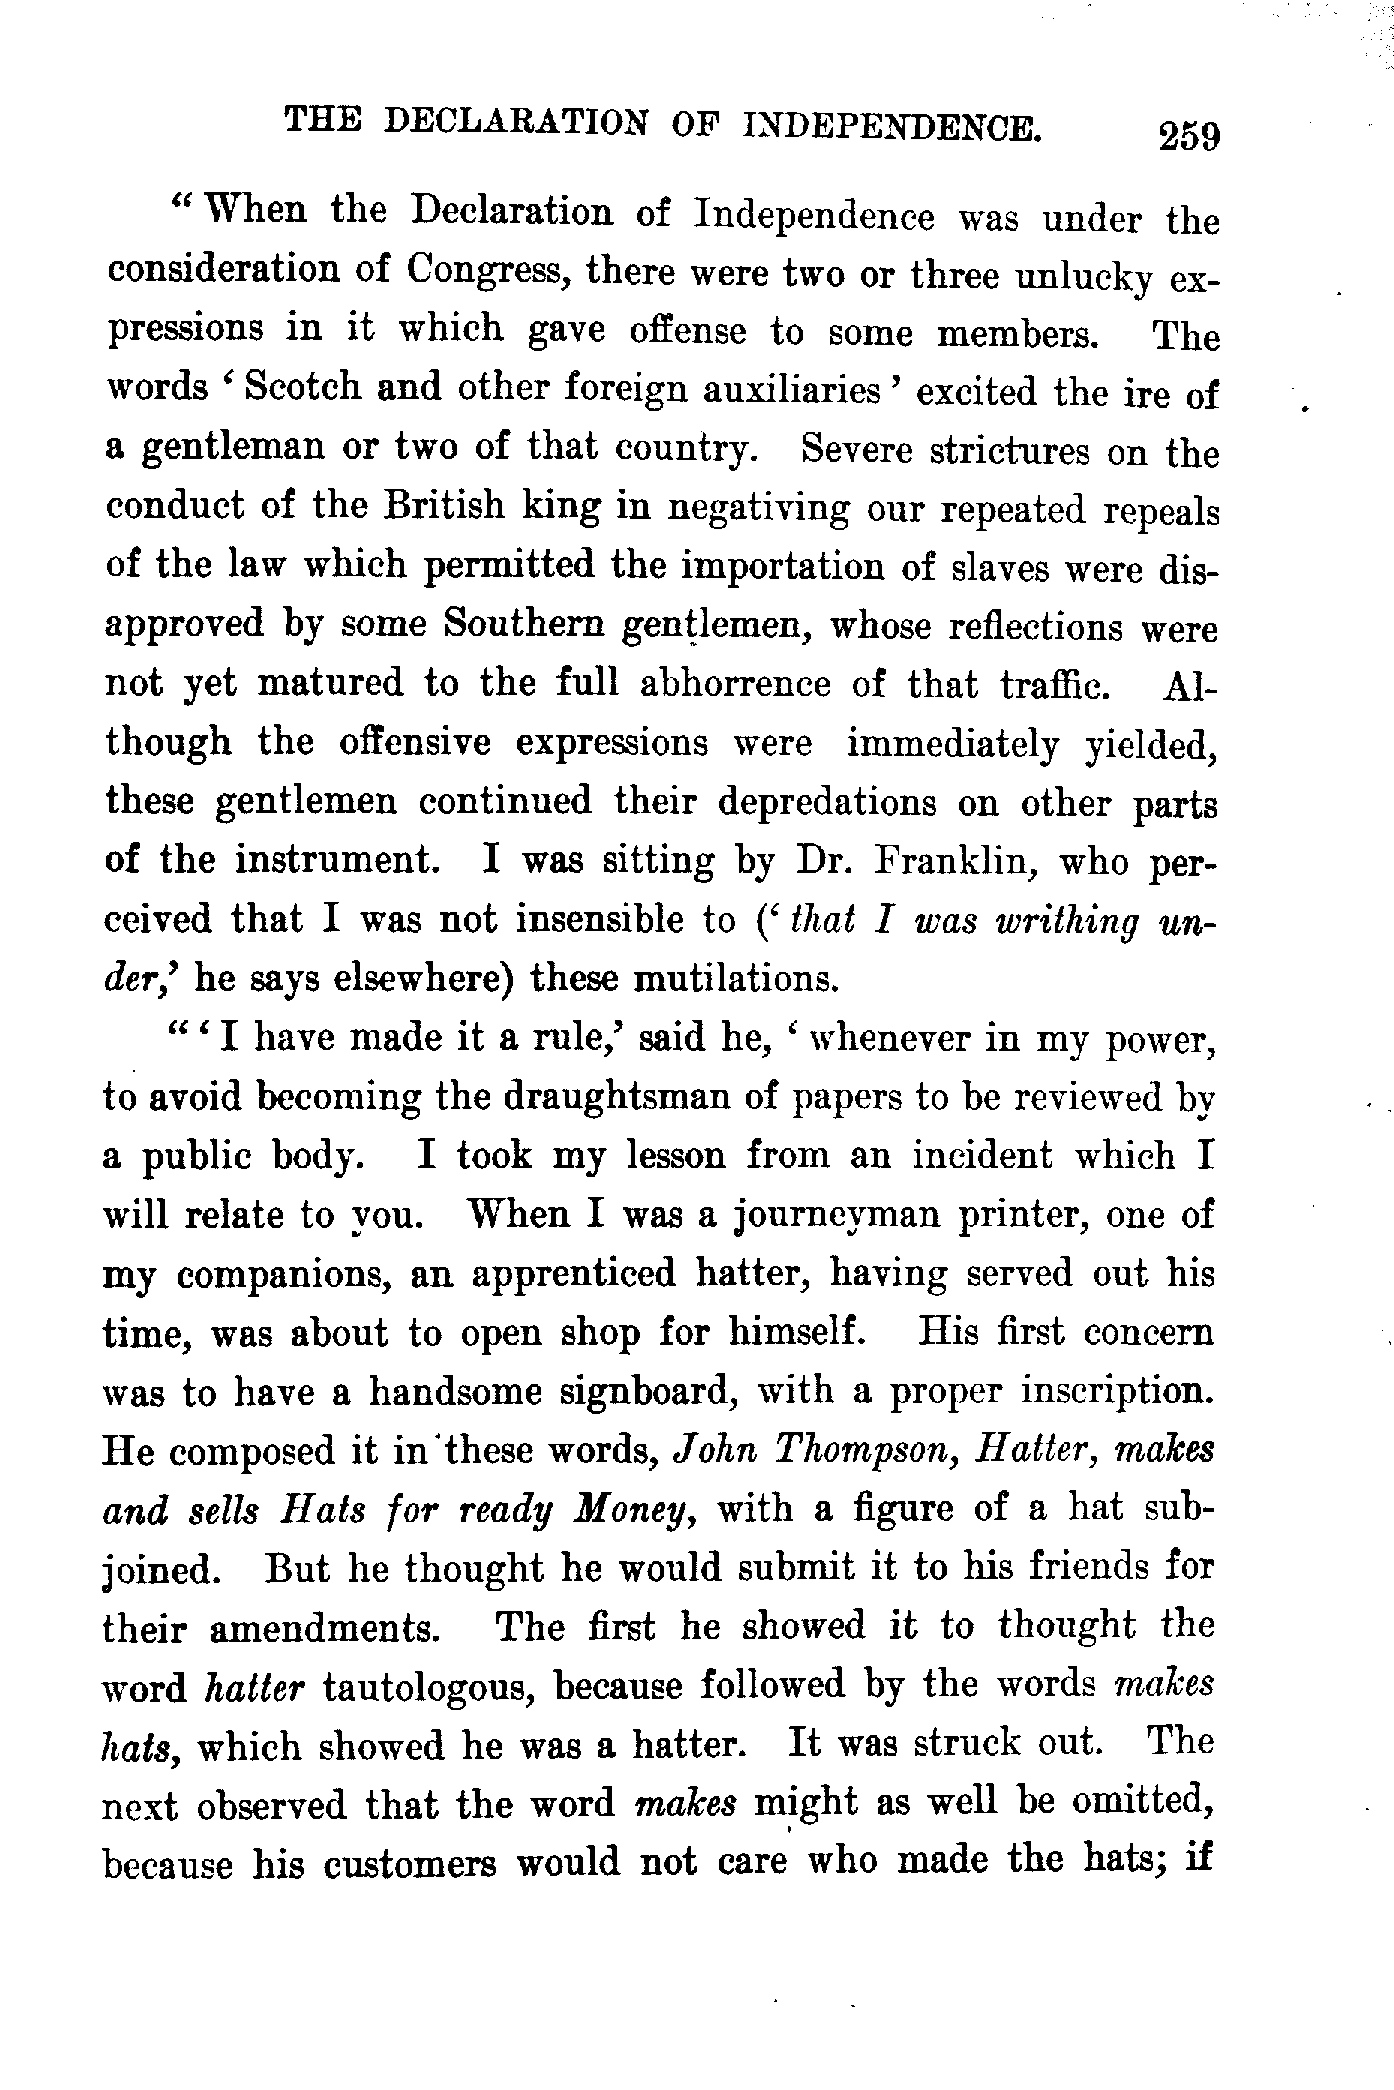 THE DECLARATION OF INDEPENDENCE. 259
“ When the Declaration of Independence was under the
consideration of Congress, there were two or three unlucky ex-
pressions in it which gave offense to some members. The
words ‘ Scotch and other foreign auxiliaries ’ excited the ire of
a gentleman or two of that country. Severe strictures on the
conduct of the British king in negativing our repeated repeals
of the law which permitted the importation of slaves were dis-
approved by some Southern gentlemen, whose reflections were
not yet matured to the full abhorrence of that traffic. Al-
though the offensive expressions were immediately yielded,
these gentlemen continued their depredations on other parts
of the instrument. I was sitting by Dr. Franklin, who per-
ceived that I was not insensible to (‘ that I was writhing un-
der,’ he says elsewhere) these mutilations.
“ ‘ I have made it a rule,’ said he, ‘ whenever in my power,
to avoid becoming the draughtsman of papers to be reviewed by
a public body. I took my lesson from an incident which I
will relate to you. When I was a journeyman printer, one of
my companions, an apprenticed hatter, having served out his
time, was about to open shop for himself. His first concern
was to have a handsome signboard, with a proper inscription.
He composed it in these words, John Thompson, Hatter, makes
and sells Hats for ready Money, with a figure of a hat sub-
joined. But he thought he would submit it to his friends for
their amendments. The first he showed it to thought the
word hatter tautologous, because followed by the words makes
hats, which showed he was a hatter. It was struck out. The
next observed that the word makes might as well be omitted,
because his customers would not care who made the hats; if